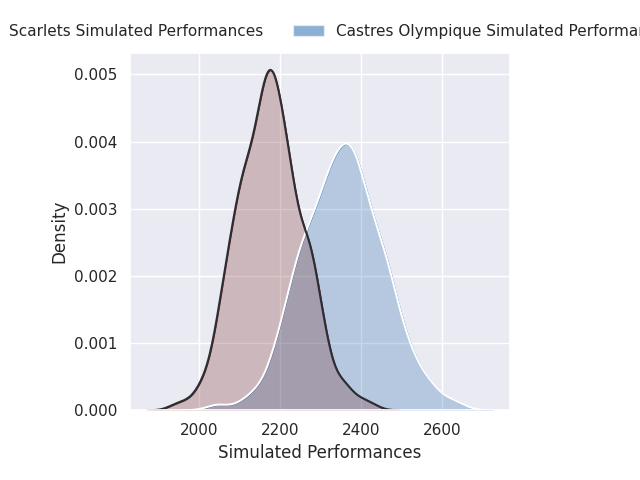 Scarlets Simulated Performances
Castres Olympique Simulated Performa
0.005
0.004
0.003
0.002
0.001
0.000
Density
2000
2200
2400
2600
Simulated Performances